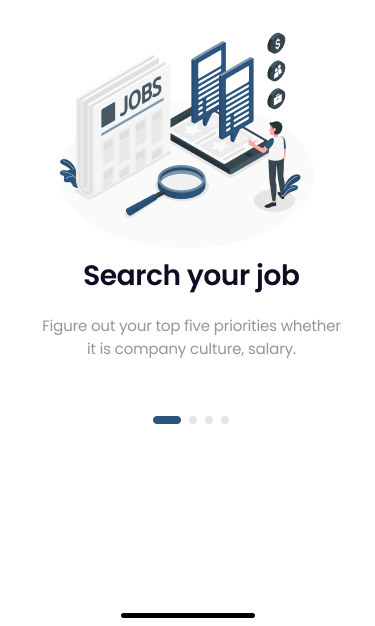 JOBS
$
Search your job
Figure out your top five priorities whether
it is company culture, salary.